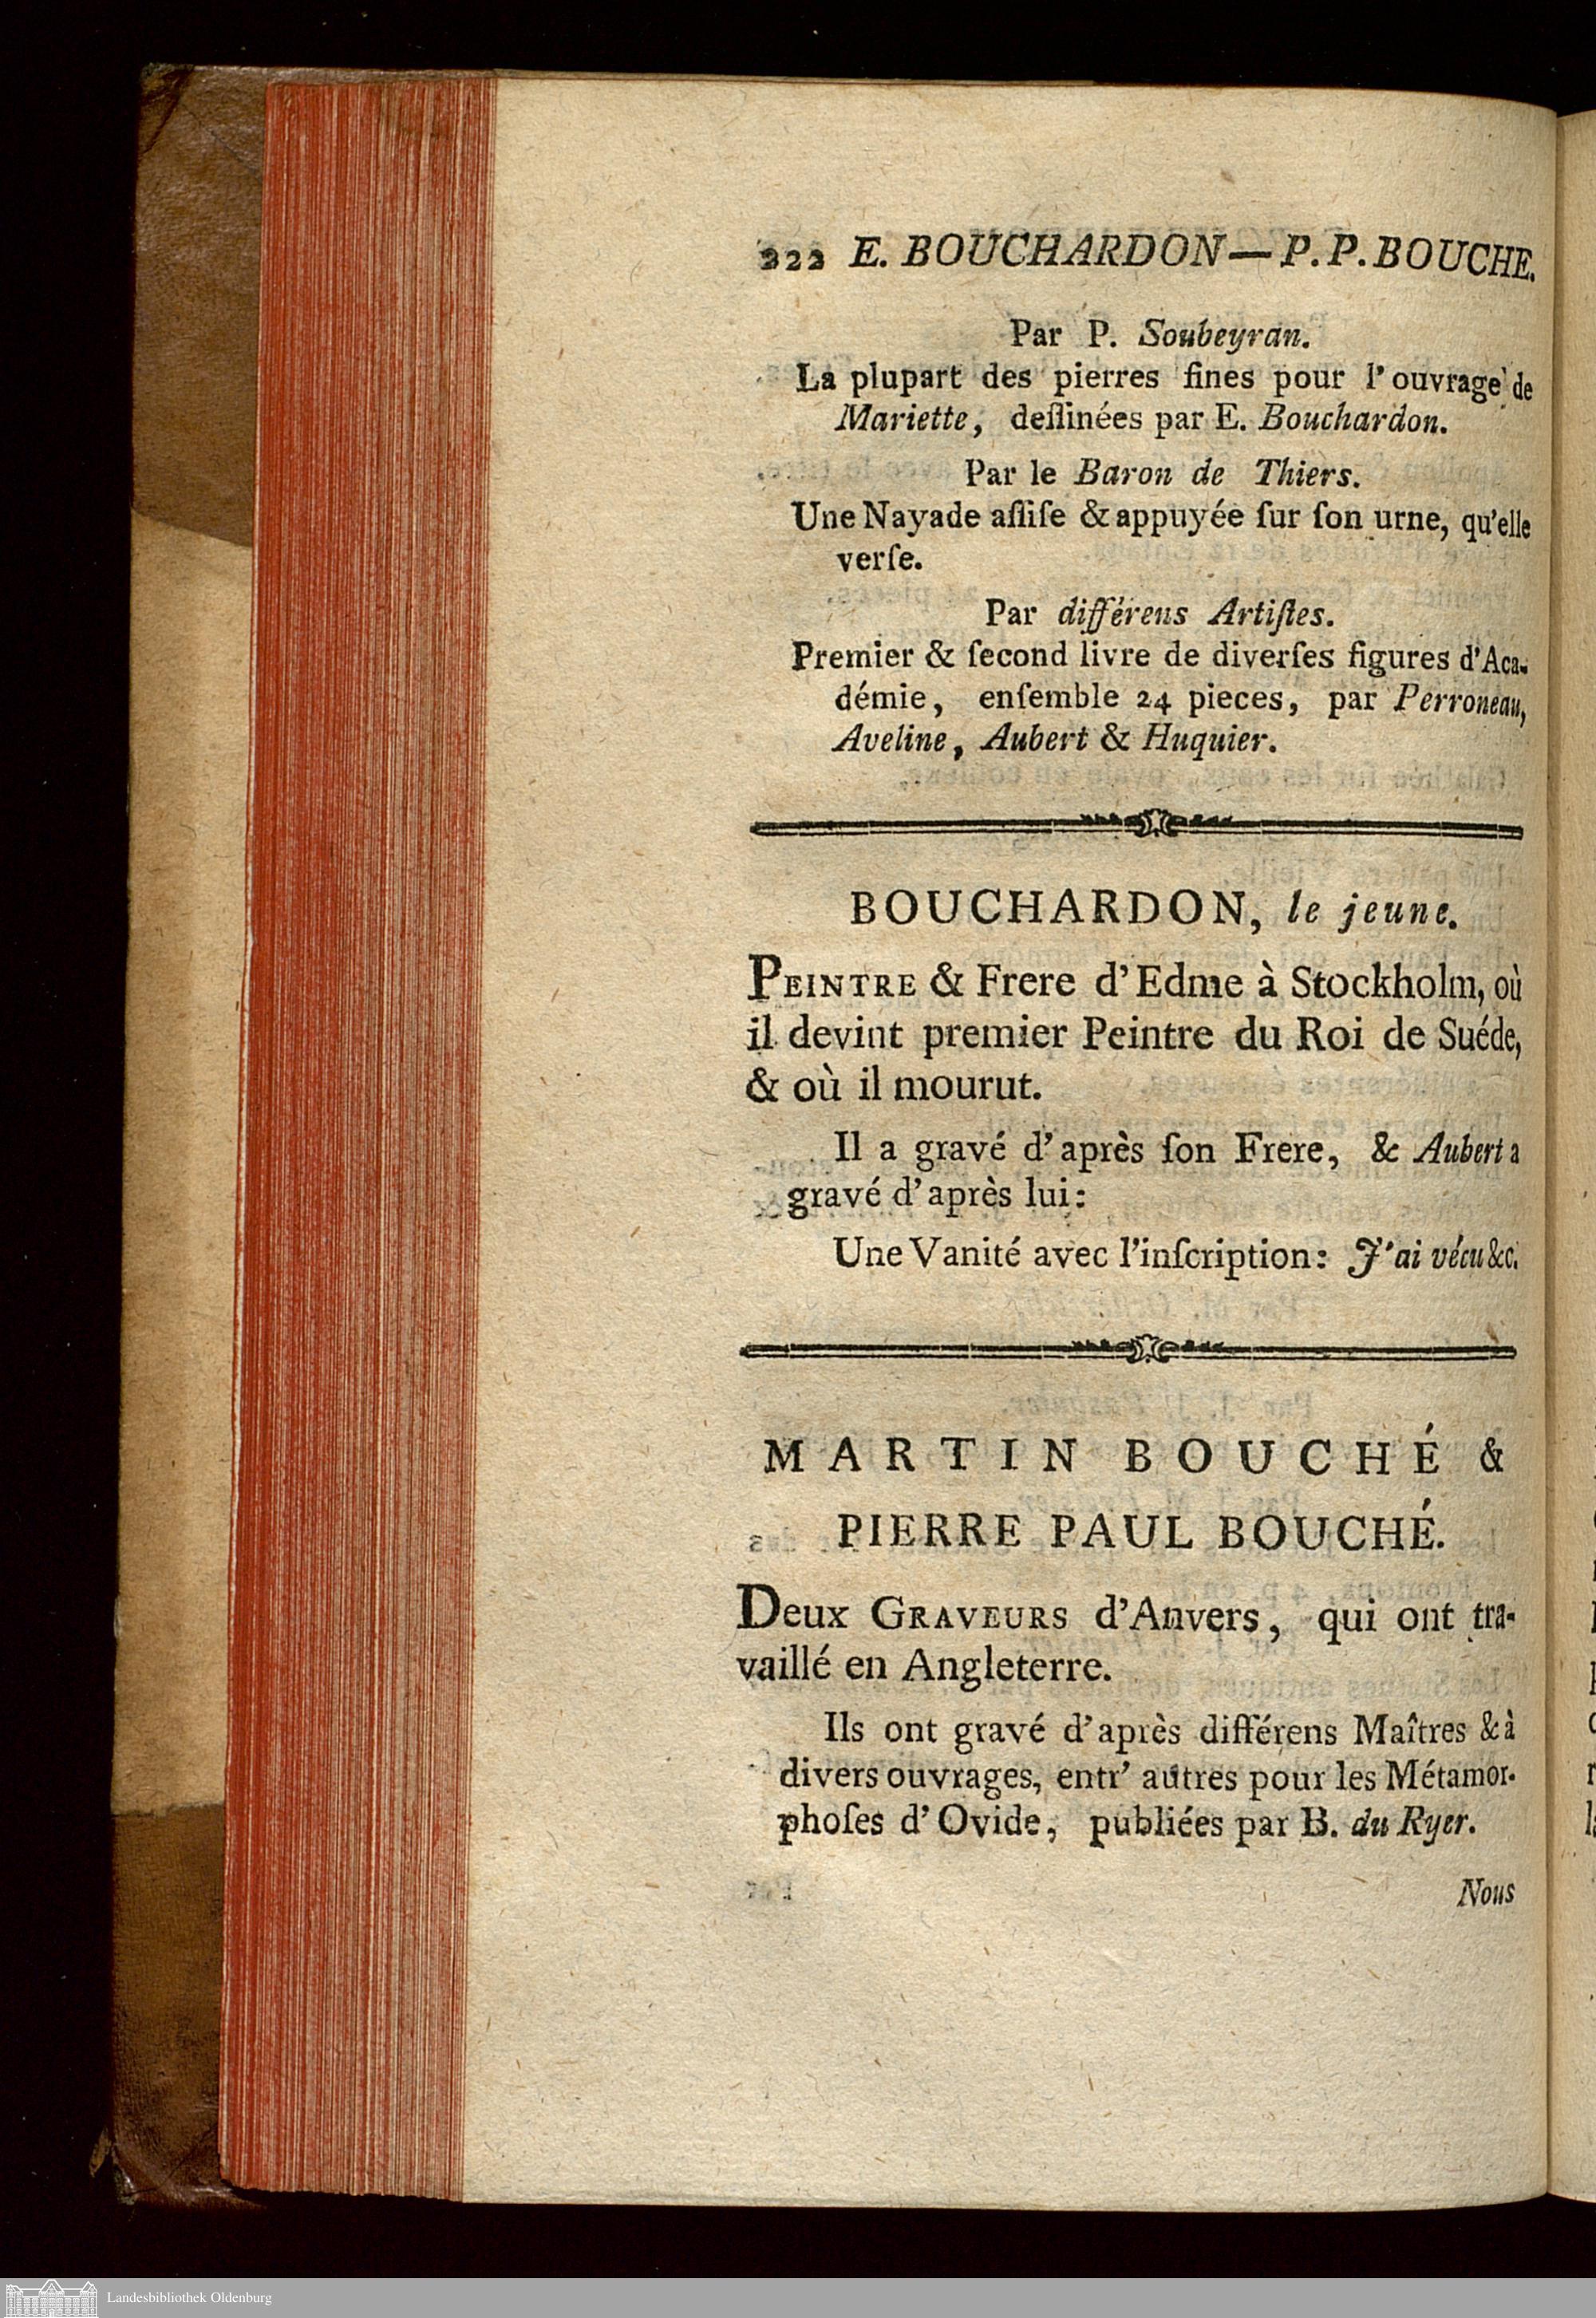 222 E. BOUCHARDON — P. P. BOUCHE.
Par P. Soubeyran.
La plupart des pierres fines pour l'ouvrage de
Mariette, deſſinées par E. Bouchardon.
Par le Baron de Thiers.
Une Nayade aſſiſe & appuyée ſur ſon urne, qu'elle
verſe.
Par différens Artiſtes.
Premier & ſecond livre de diverſes figures d'Aca-
démie, enſemble 24 pieces, par Perroneau,
Aveline, Aubert & Huquier.
BOUCHARDON, le jeune.
PEINTRE & Frere d'Edme à Stockholm, où
il devint premier Peintre du Roi de Suéde,
& où il mourut.
Il a gravé d'après ſon Frere, & Aubert a
gravé d'après lui:
Une Vanité avec l'inſcription: J'ai vécu &c.
MARTIN BOUCHÉ &
PIERRE PAUL BOUCHÉ.
Deux GRAVEURS d'Anvers, qui ont tra-
vaillé en Angleterre.
Ils ont gravé d'après différens Maîtres & à
divers ouvrages, entr' autres pour les Métamor-
phoſes d'Ovide, publiées par B. du Ryer.
Nous
Landesbibliothek Oldenburg